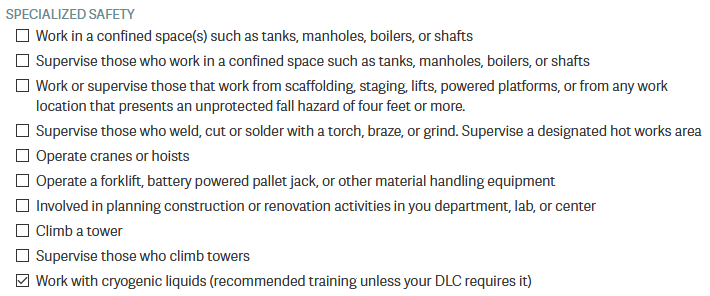 SPECIALIZED SAFETY
Work in a confined space(s) such as tanks, manholes, boilers, or shafts
Supervise those who work in a confined space such as tanks, manholes, boilers, or shafts
Work or supervise those that work from scaffolding, staging, lifts, powered platforms, or from any work
location that presents an unprotected fall hazard of four feet or more.
Supervise those who weld, cut or solder with a torch, braze, or grind. Supervise a designated hot works area
Operate cranes or hoists
Operate a forklift, battery powered pallet jack, or other material handling equipment
Involved in planning construction or renovation activities in you department, lab, or center
Climb a tower
Supervise those who climb towers
Work with cryogenic liquids (recommended training unless your DLC requires it)